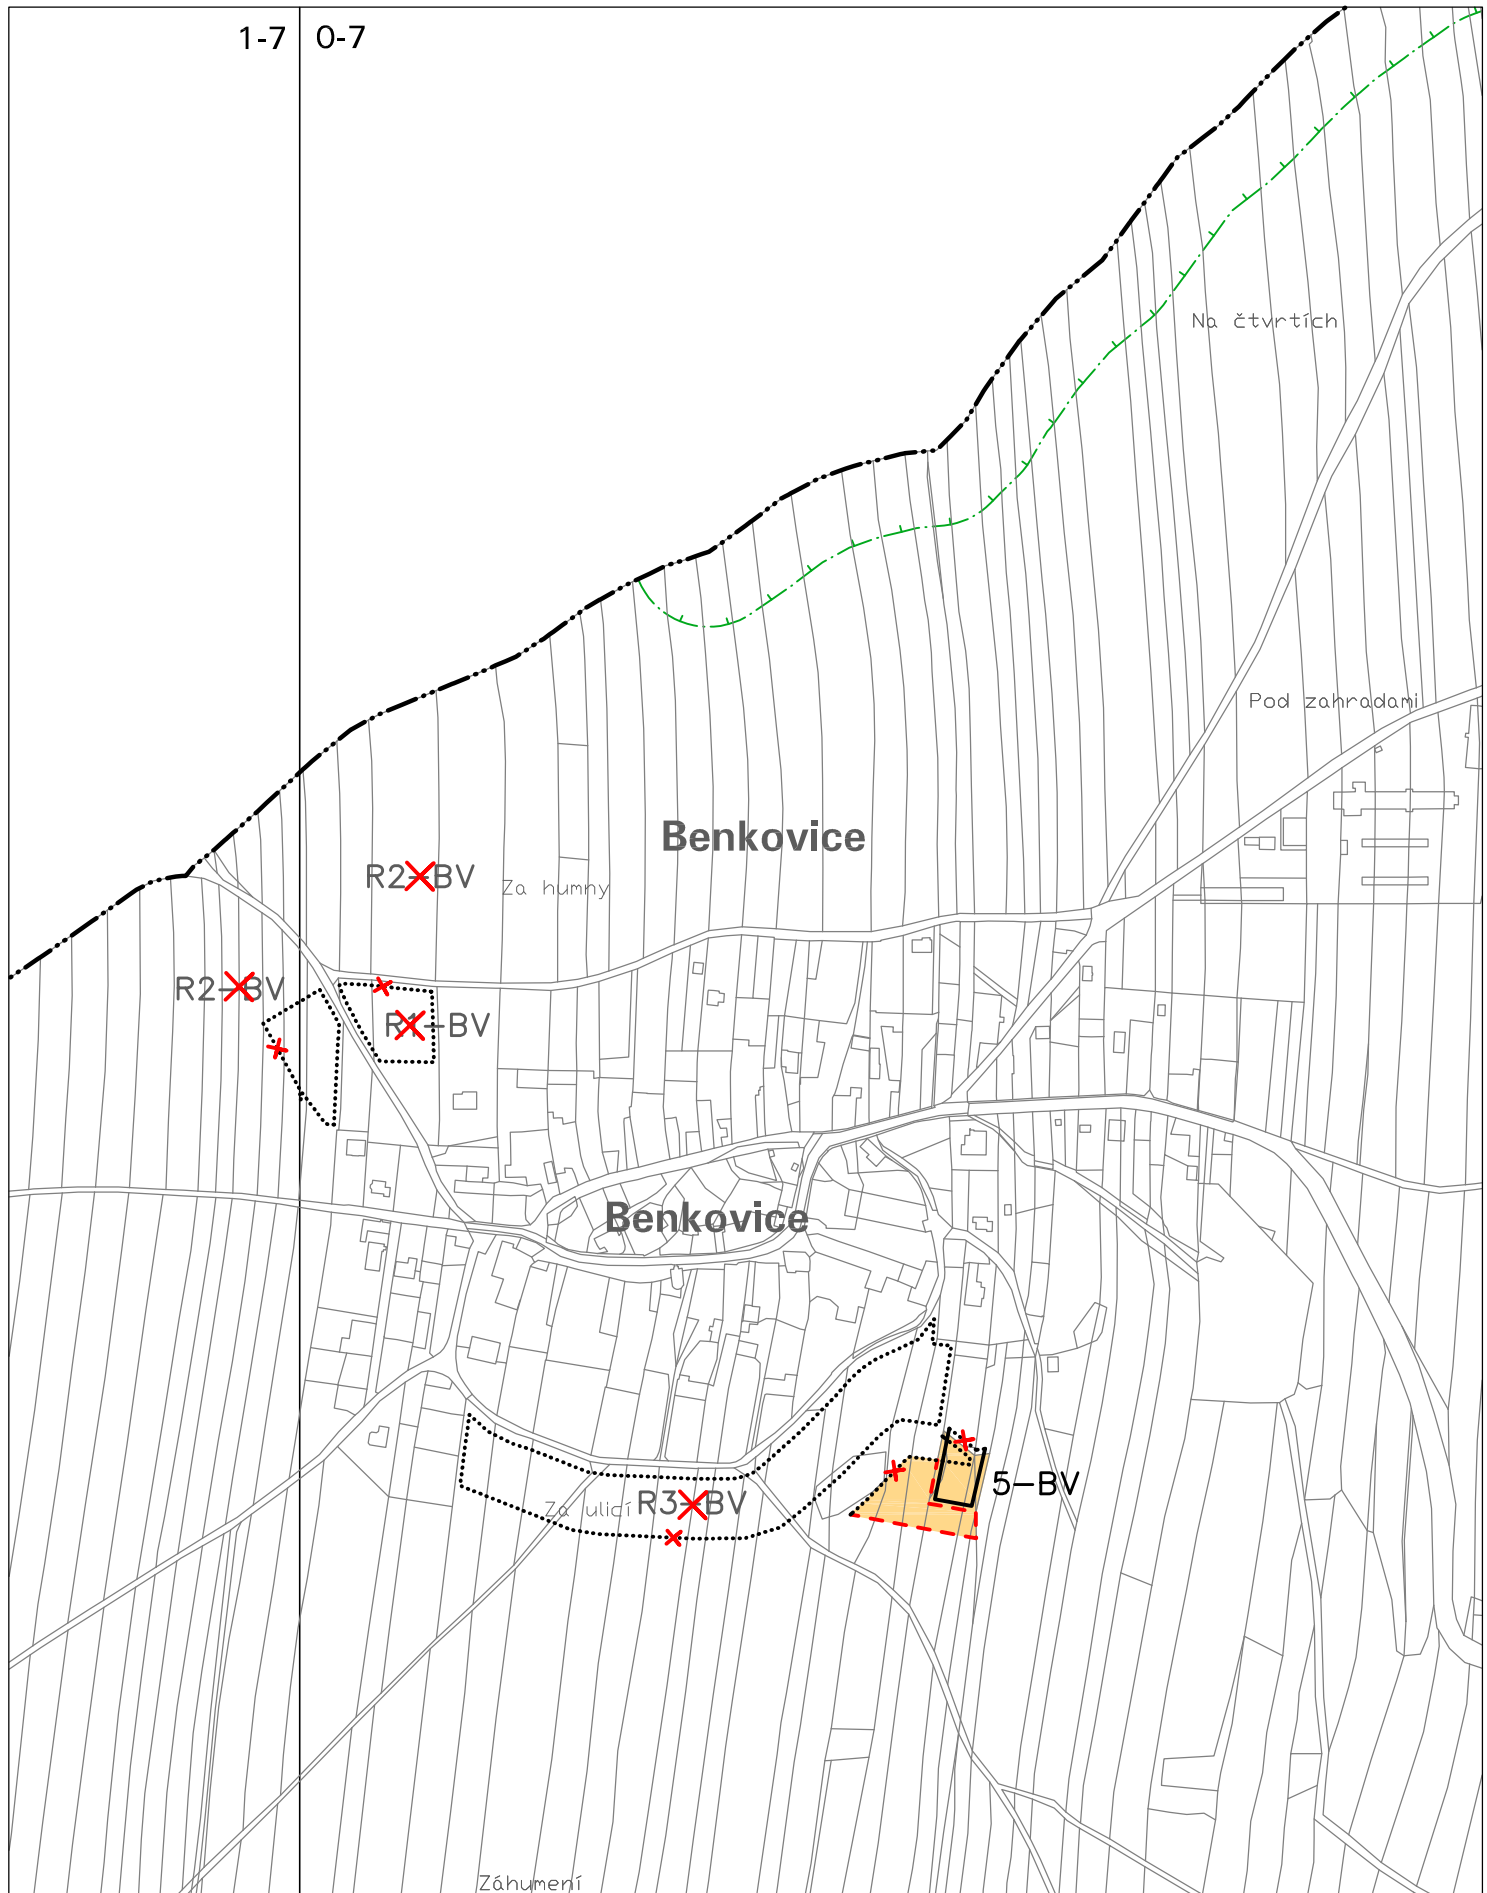 1-7
0-7
Na čtvrtích
Pod zahradami
Benkovice
R2-BV
Za humny
R2-BV
R1-BV
Benkovice
5-BV
R3-BV
Za ulicí
Záhumení